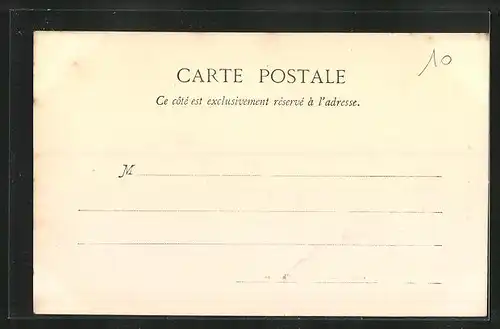 10
CARTE POSTALE
Ce côté est exclusivement réservé à l'adresse.
M